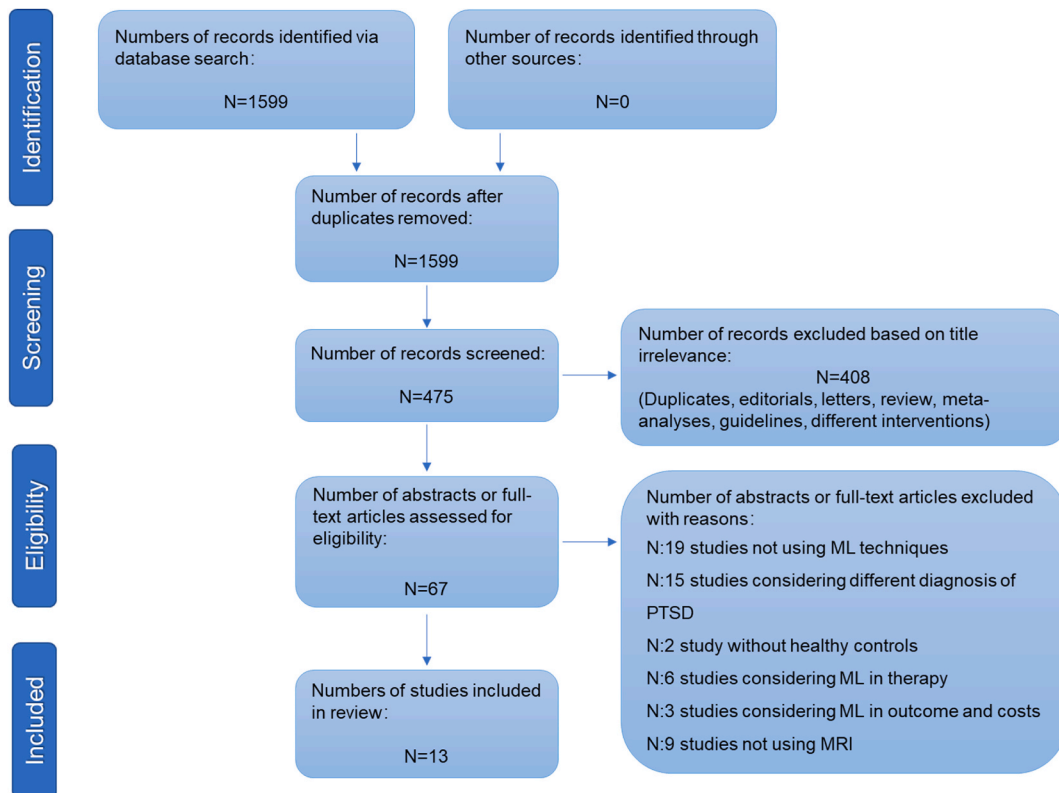 Identification
Numbers of records identified via
database search:
N=1599
Number of records identified through
other sources:
N=0
Number of records after
duplicates removed:
N=1599
Screening
Number of records screened:
N=475
Number of records excluded based on title
irrelevance:
N=408
(Duplicates, editorials, letters, review, meta-
analyses, guidelines, different interventions)
Eligibility
Number of abstracts or full-
text articles assessed for
eligibility:
N=67
Number of abstracts or full-text articles excluded
with reasons:
N:19 studies not using ML techniques
N:15 studies considering different diagnosis of
PTSD
N:2 study without healthy controls
N:6 studies considering ML in therapy
N:3 studies considering ML in outcome and costs
N:9 studies not using MRI
Included
Numbers of studies included
in review:
N=13